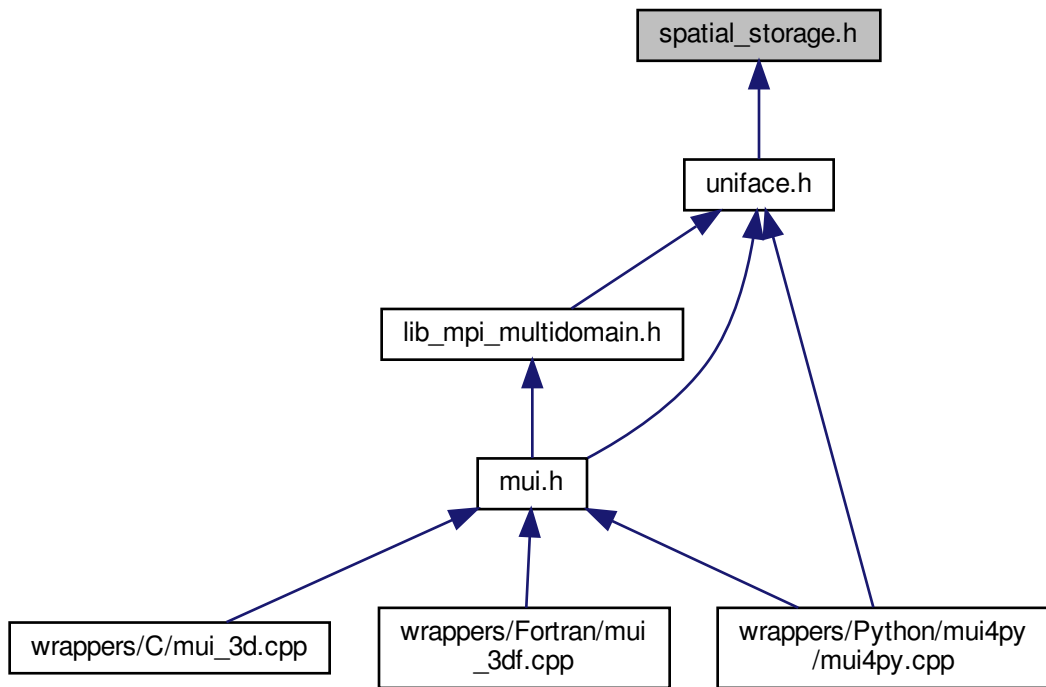 spatial_storage.h
uniface.h
lib_mpi_multidomain.h
mui.h
wrappers/C/mui_3d.cpp
wrappers/Fortran/mui
_3df.cpp
wrappers/Python/mui4py
/mui4py.cpp